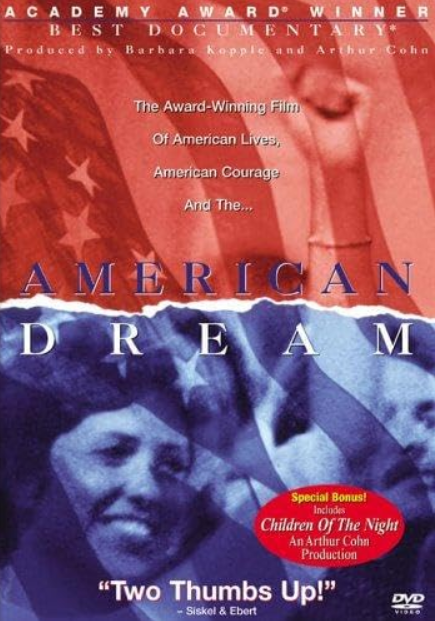 ACADEMY AWARD® WINNER
BEST DOCUMENTARY®
Produced by Barbara Kopple and Arthur Cohn
The Award-Winning Film
Of American Lives,
American Courage
And The...
AMERICAN
DREAM
Special Bonus!
Includes
Children Of The Night
An Arthur Cohn
Production
“Two Thumbs Up!”
– Siskel & Ebert
DVD
VIDEO